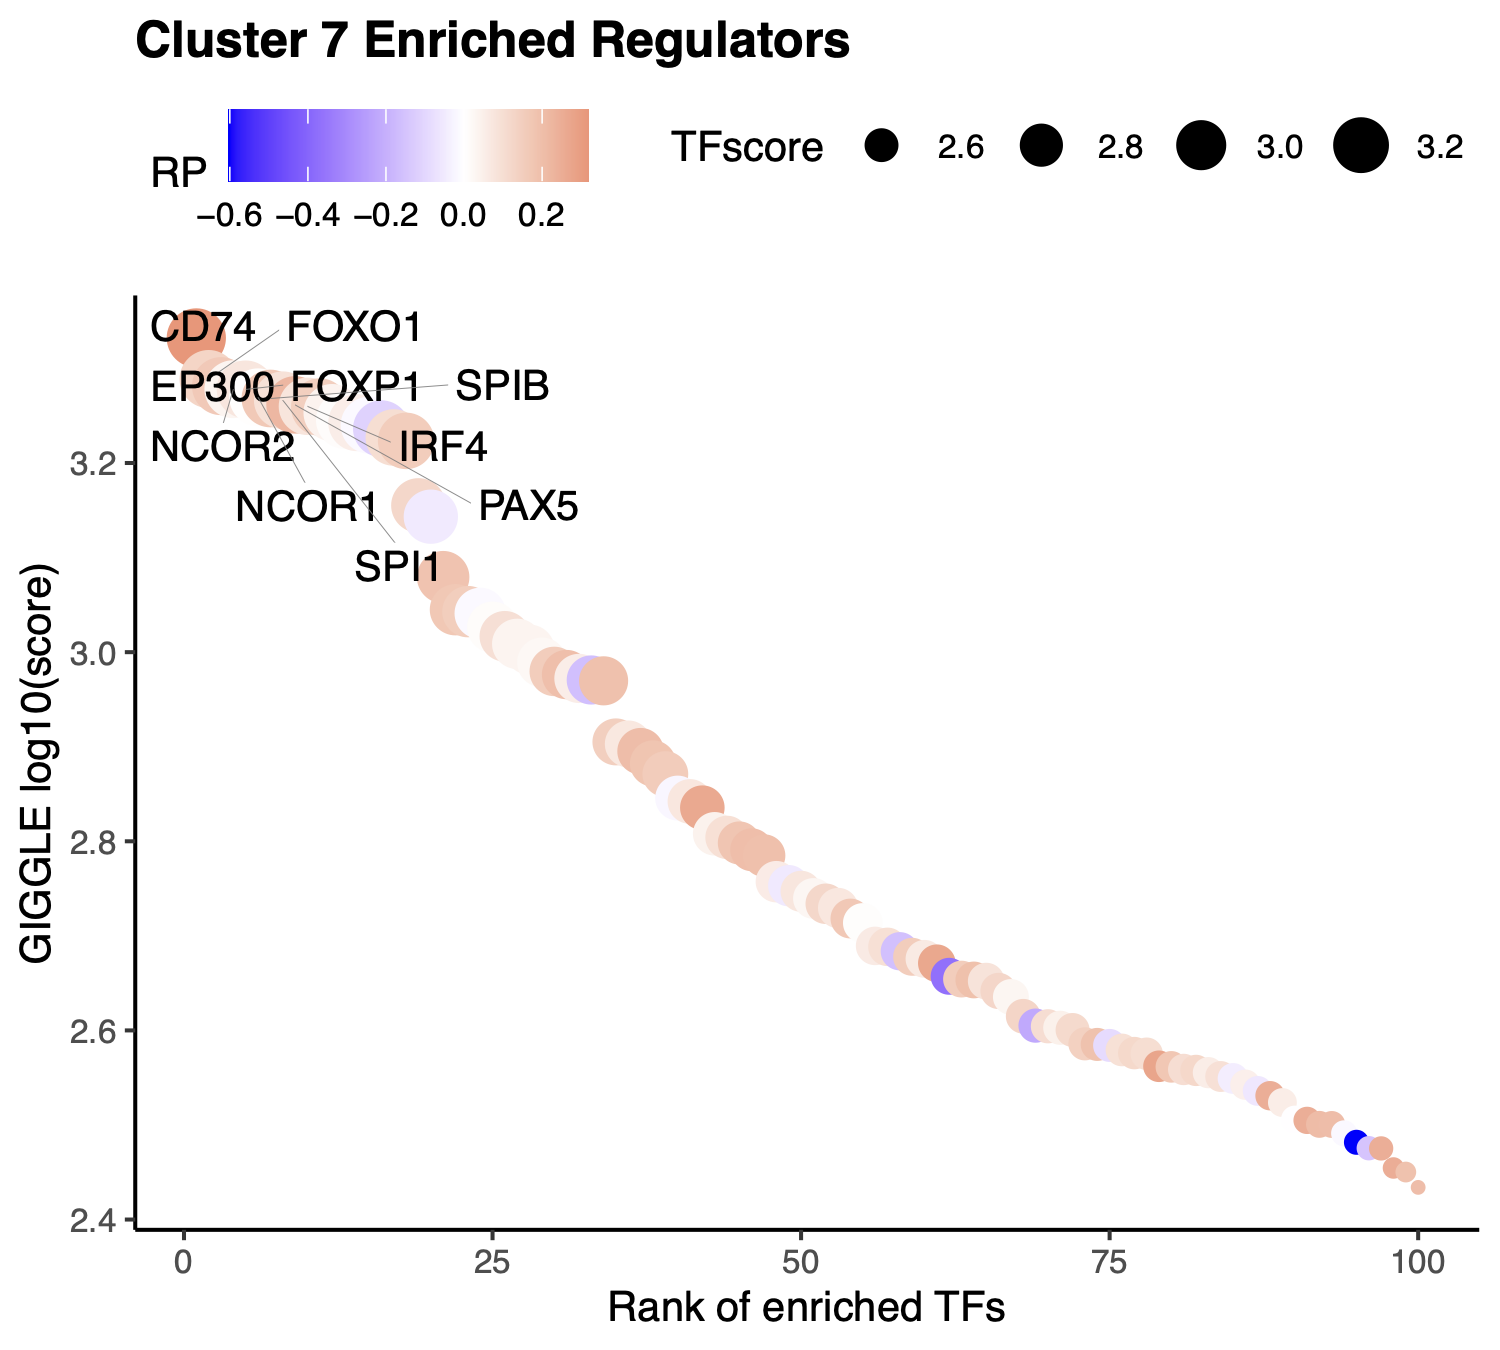 Cluster 7 Enriched Regulators
RP
−0.6 −0.4 −0.2 0.0 0.2
TFscore 2.6 2.8 3.0 3.2
CD74 FOXO1
EP300 FOXP1 SPIB
NCOR2 IRF4
NCOR1 PAX5
SPI1
GIGGLE log10(score)
3.2
3.0
2.8
2.6
2.4
0 25 50 75 100
Rank of enriched TFs